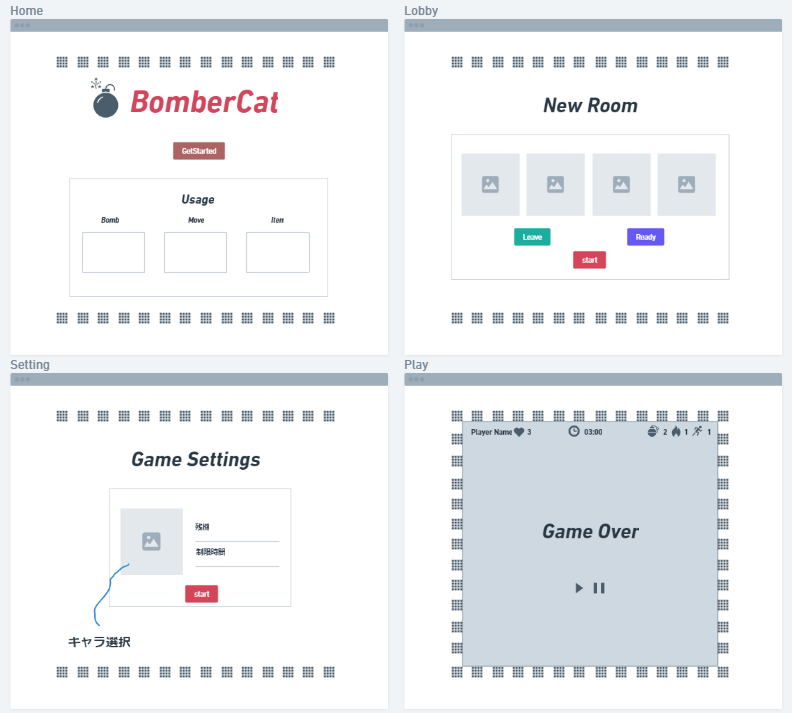 Home
BomberCat
GetStarted
Usage
Bomb Move Item
Lobby
New Room
Leave Ready
start
Setting
Game Settings
残機
制限時間
start
キャラ選択
Play
Player Name 3 03:00 2 1 1
Game Over